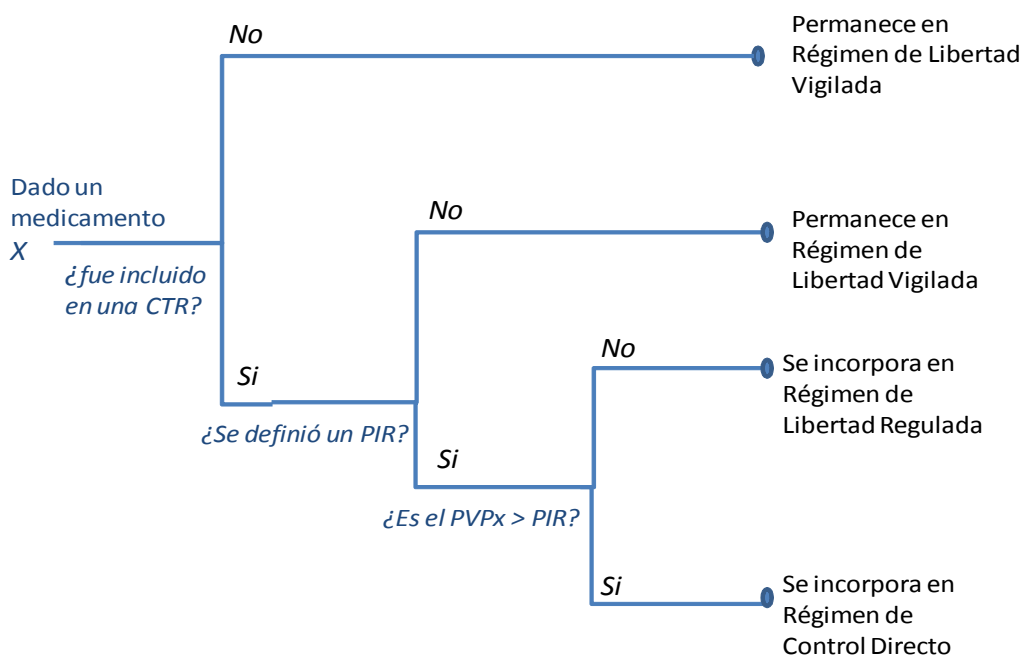 No
Permanece en
Régimen de Libertad
Vigilada
Dado un
medicamento
X
¿fue incluido
en una CTR?
No
Permanece en
Régimen de
Libertad Vigilada
Si
¿Se definió un PIR?
No
Se incorpora en
Régimen de
Libertad Regulada
Si
¿Es el PVPx > PIR?
Si
Se incorpora en
Régimen de
Control Directo